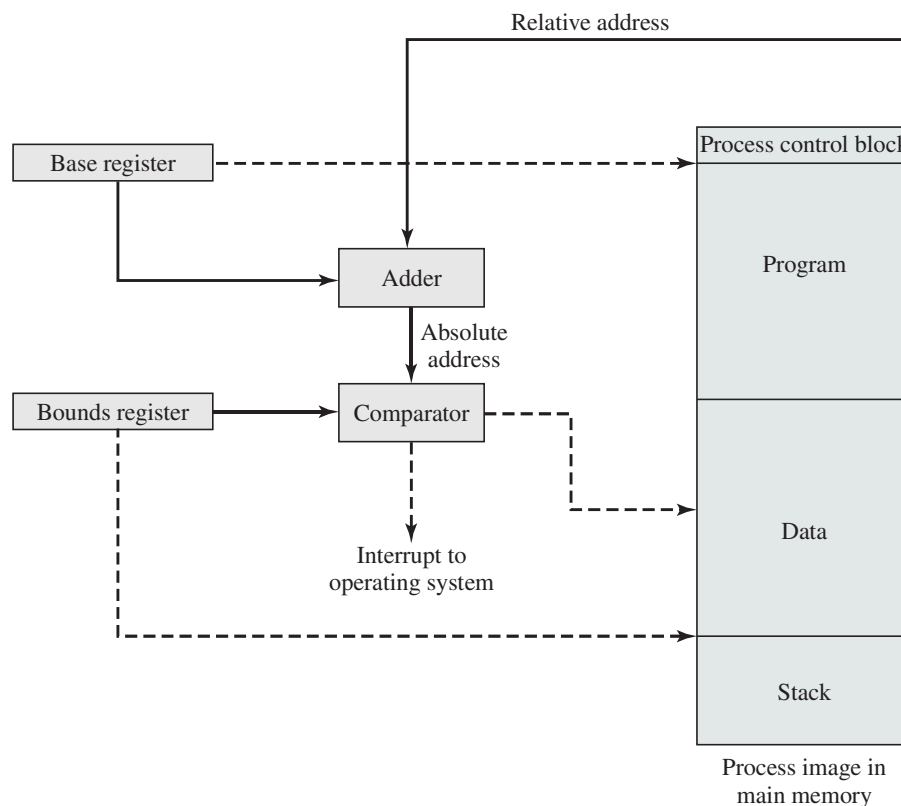 Relative address
Process control block
Base register
Program
Adder
Absolute
address
Bounds register
Comparator
Data
Interrupt to
operating system
Stack
Process image in
main memory